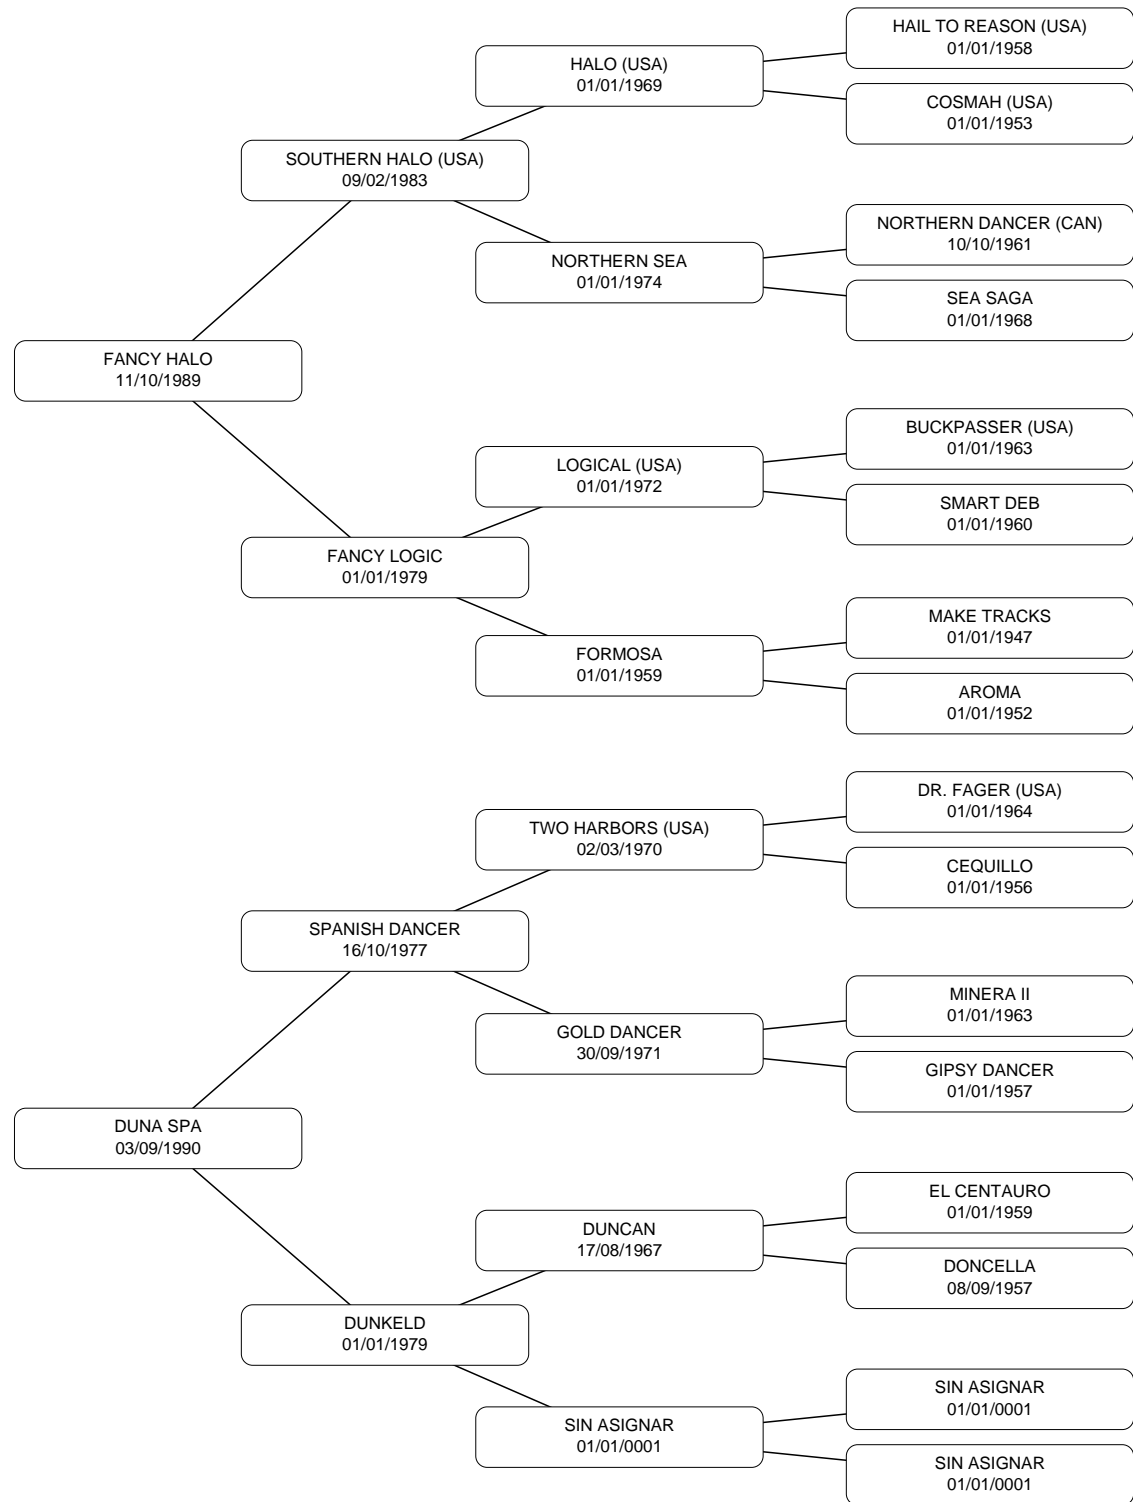 HAIL TO REASON (USA)
01/01/1958
HALO (USA)
01/01/1969
COSMAH (USA)
01/01/1953
SOUTHERN HALO (USA)
09/02/1983
NORTHERN DANCER (CAN)
10/10/1961
NORTHERN SEA
01/01/1974
SEA SAGA
01/01/1968
FANCY HALO
11/10/1989
BUCKPASSER (USA)
01/01/1963
LOGICAL (USA)
01/01/1972
SMART DEB
01/01/1960
FANCY LOGIC
01/01/1979
MAKE TRACKS
01/01/1947
FORMOSA
01/01/1959
AROMA
01/01/1952
DR. FAGER (USA)
01/01/1964
TWO HARBORS (USA)
02/03/1970
CEQUILLO
01/01/1956
SPANISH DANCER
16/10/1977
MINERA II
01/01/1963
GOLD DANCER
30/09/1971
GIPSY DANCER
01/01/1957
DUNA SPA
03/09/1990
EL CENTAURO
01/01/1959
DUNCAN
17/08/1967
DONCELLA
08/09/1957
DUNKELD
01/01/1979
SIN ASIGNAR
01/01/0001
SIN ASIGNAR
01/01/0001
SIN ASIGNAR
01/01/0001